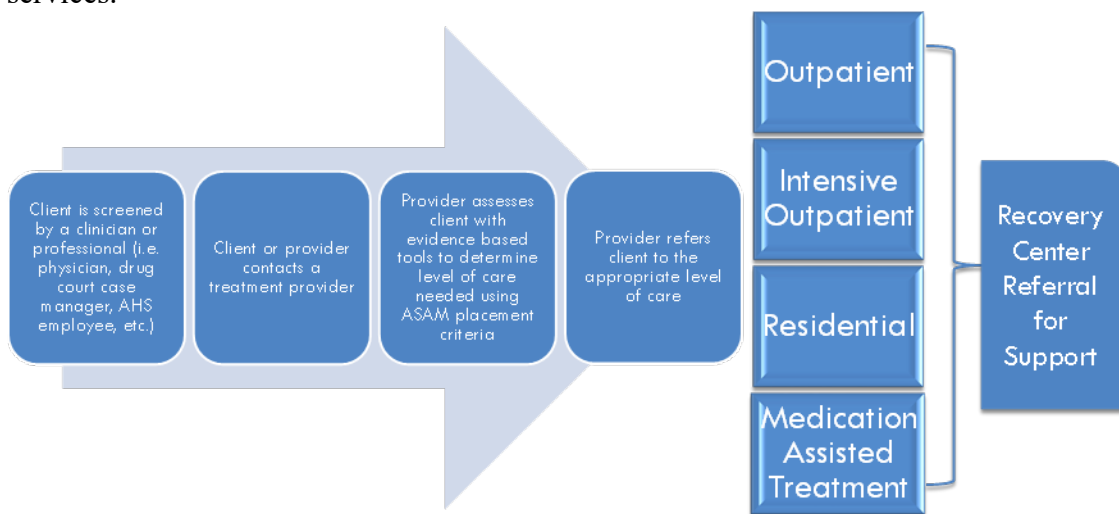 services.
Client is screened
by a clinician or
professional (i.e.
physician, drug
court case
manager, AHS
employee, etc.)
Client or provider
contacts a
treatment provider
Provider assesses
client with
evidence based
tools to determine
level of care
needed using
ASAM placement
criteria
Provider refers
client to the
appropriate level
of care
Outpatient
Intensive
Outpatient
Residential
Medication
Assisted
Treatment
Recovery
Center
Referral
for
Support